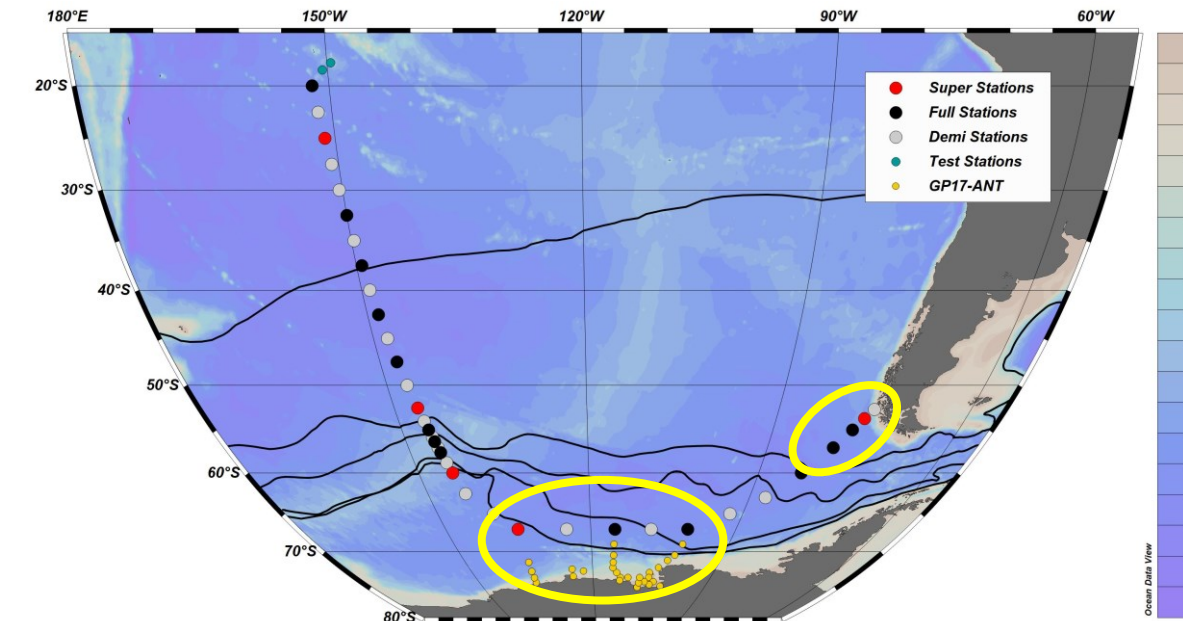 180°E
150°W
120°W
90°W
60°W
20°S
30°S
40°S
50°S
60°S
70°S
80°S
Super Stations
Full Stations
Demi Stations
Test Stations
GP17-ANT
Ocean Data View